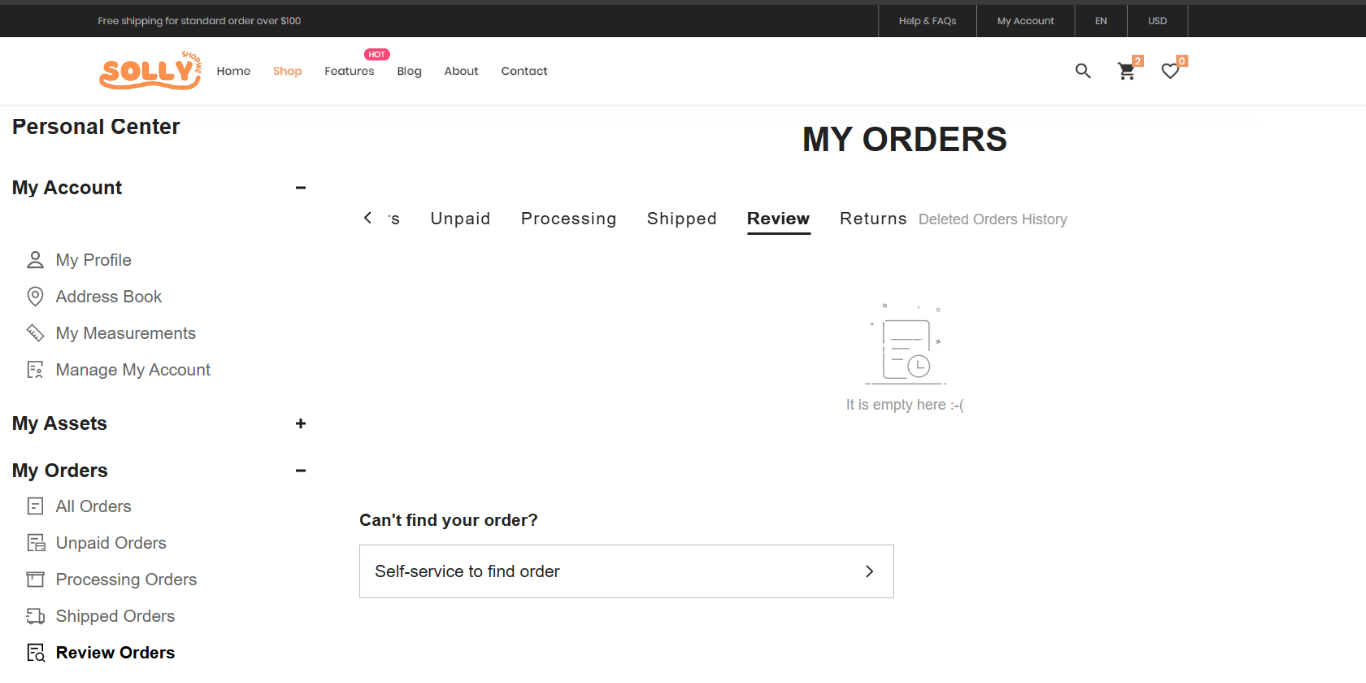 Free shipping for standard order over $100
Help & FAQs
My Account
EN
USD
SOLLY
SHOPWE
Home
Shop
Features
HOT
Blog
About
Contact
2
0
Personal Center
MY ORDERS
My Account
Unpaid
Processing
Shipped
Review
Returns
Deleted Orders History
My Profile
Address Book
My Measurements
Manage My Account
It is empty here :-(
My Assets
My Orders
All Orders
Unpaid Orders
Processing Orders
Shipped Orders
Review Orders
Can't find your order?
Self-service to find order